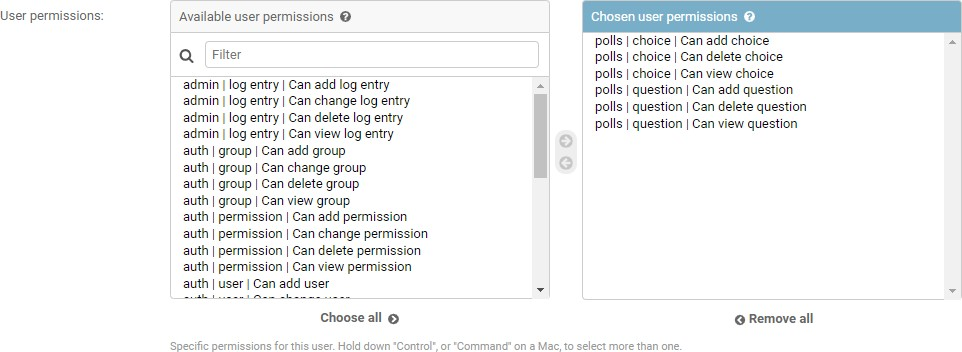 User permissions:
Available user permissions ?
Filter
admin | log entry | Can add log entry
admin | log entry | Can change log entry
admin | log entry | Can delete log entry
admin | log entry | Can view log entry
auth | group | Can add group
auth | group | Can change group
auth | group | Can delete group
auth | group | Can view group
auth | permission | Can add permission
auth | permission | Can change permission
auth | permission | Can delete permission
auth | permission | Can view permission
auth | user | Can add user
auth | user | Can change user
Choose all
Chosen user permissions ?
polls | choice | Can add choice
polls | choice | Can delete choice
polls | choice | Can view choice
polls | question | Can add question
polls | question | Can delete question
polls | question | Can view question
Remove all
Specific permissions for this user. Hold down "Control", or "Command" on a Mac, to select more than one.